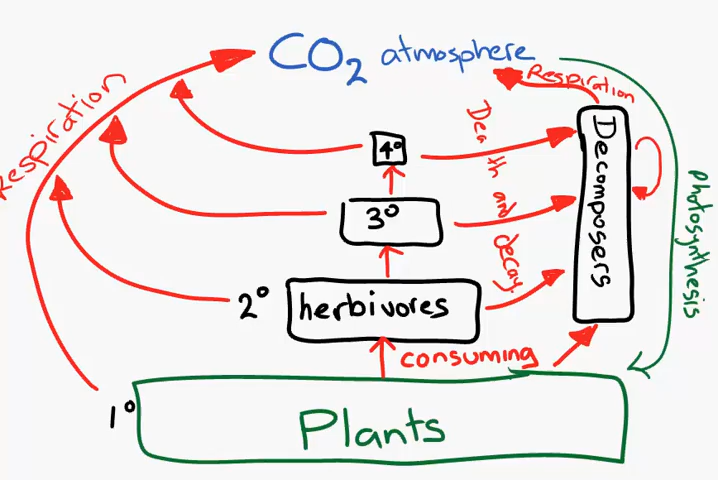 CO2 atmosphere
Respiration
Respiration
Death and decay.
Decomposers
photosynthesis
4°
3°
2° herbivores
consuming
1°
Plants